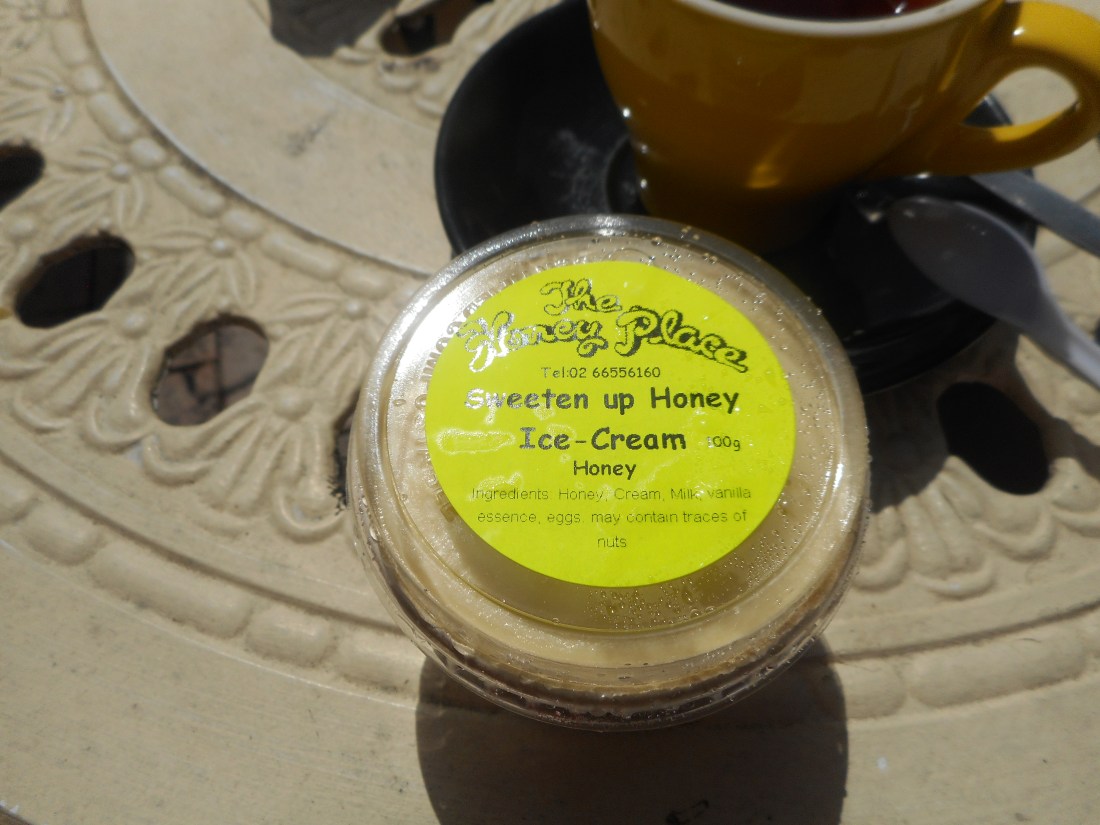 The
Honey Place
Tel:02 66556160
Sweeten up Honey
Ice-Cream 100g
Honey
Ingredients: Honey, Cream, Milk, vanilla
essence, eggs, may contain traces of
nuts